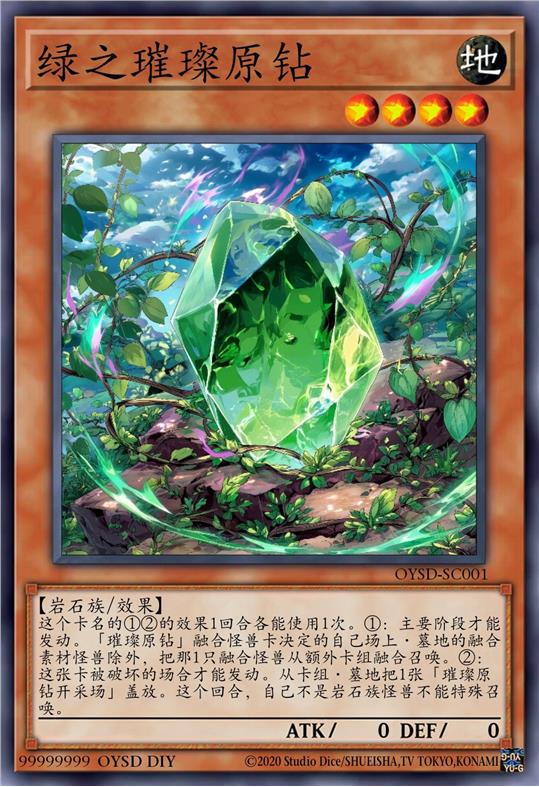 绿之璀璨原钻
地
OYSD-SC001
【岩石族/效果】
这个卡名的①②的效果1回合各能使用1次。①：主要阶段才能
发动。「璀璨原钻」融合怪兽卡决定的自己场上·墓地的融合
素材怪兽除外，把那1只融合怪兽从额外卡组融合召唤。②：
这张卡被破坏的场合才能发动。从卡组·墓地把1张「璀璨原
钻开采场」盖放。这个回合，自己不是岩石族怪兽不能特殊召
唤。
ATK/ 0 DEF/ 0
99999999 OYSD DIY ©2020 Studio Dice/SHUEISHA,TV TOKYO,KONAMI